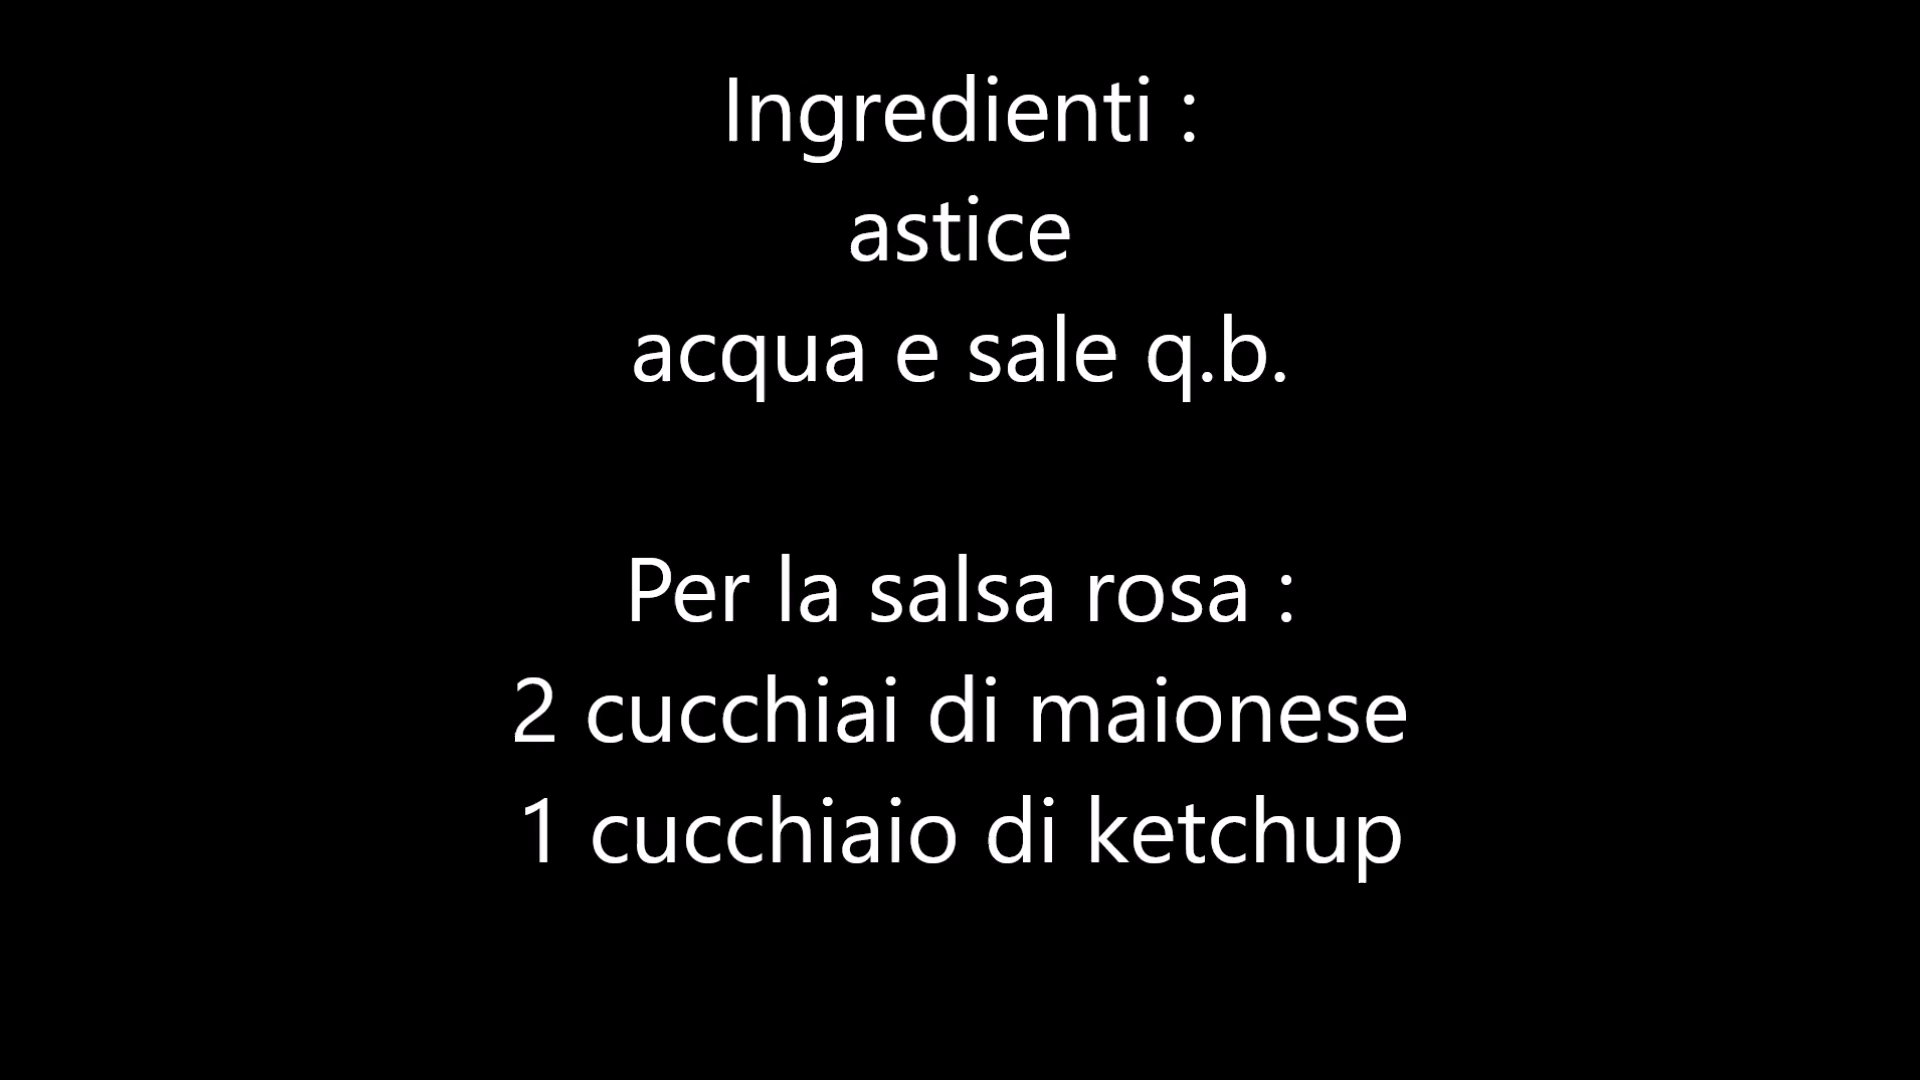 Ingredienti :
astice
acqua e sale q.b.
Per la salsa rosa :
2 cucchiai di maionese
1 cucchiaio di ketchup